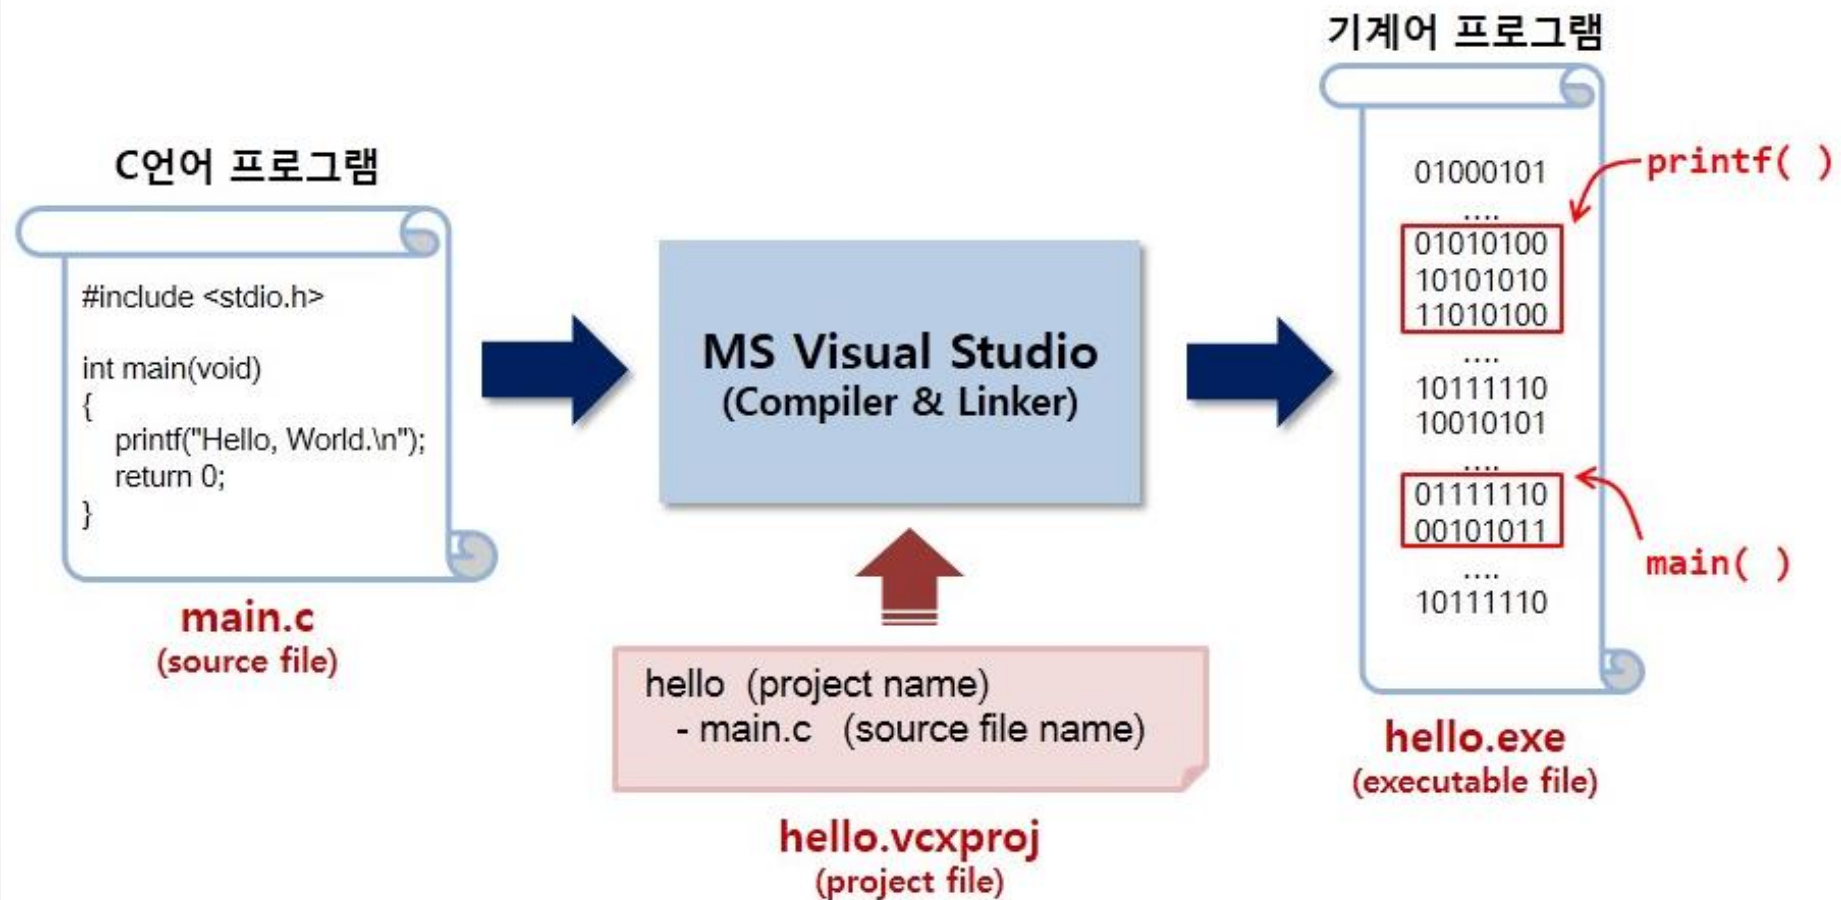 C언어 프로그램
#include <stdio.h>
int main(void)
{
printf("Hello, World.\n");
return 0;
}
main.c
(source file)
MS Visual Studio
(Compiler & Linker)
hello (project name)
- main.c (source file name)
hello.vcxproj
(project file)
기계어 프로그램
01000101
....
01010100
10101010
11010100
....
10111110
10010101
....
01111110
00101011
....
10111110
printf( )
main( )
hello.exe
(executable file)